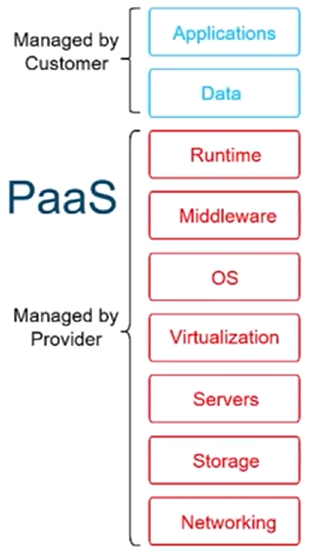 Managed by
Customer
Applications
Data
PaaS
Managed by
Provider
Runtime
Middleware
OS
Virtualization
Servers
Storage
Networking